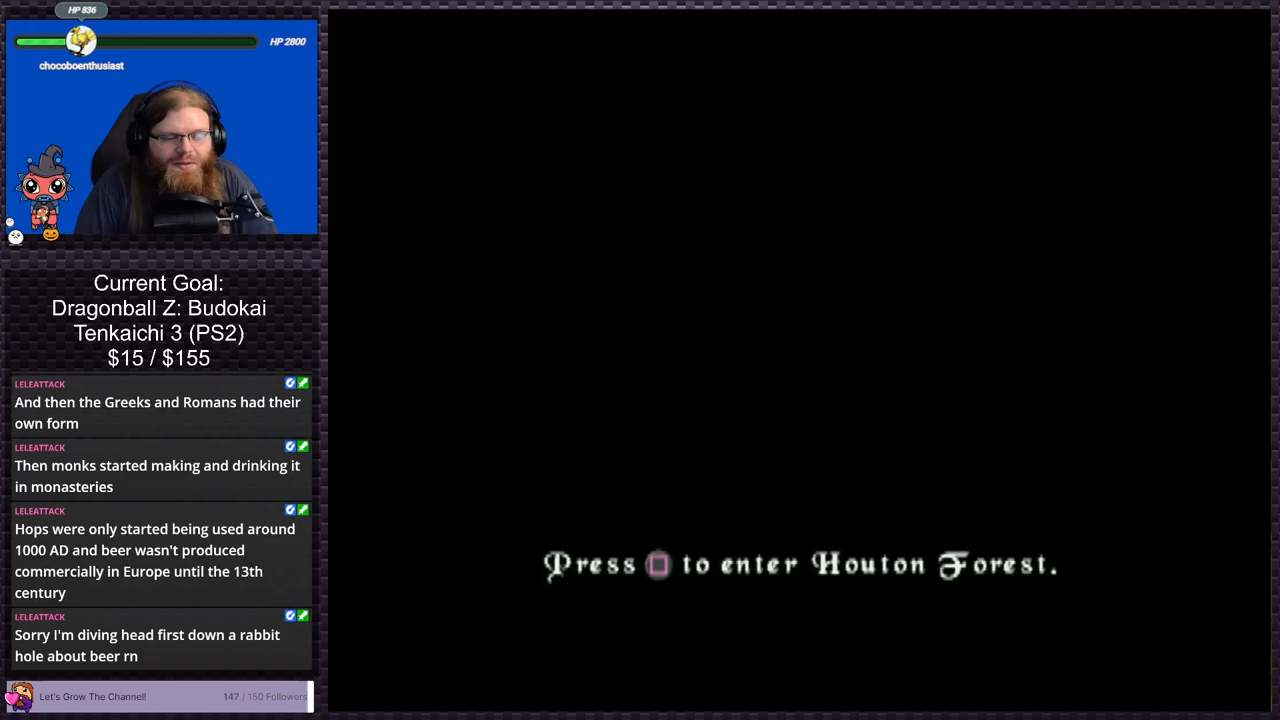 HP 836
HP 2800
chocoboenthusiast
Current Goal:
Dragonball Z: Budokai
Tenkaichi 3 (PS2)
$15 / $155
LELEATTACK
And then the Greeks and Romans had their
own form
LELEATTACK
Then monks started making and drinking it
in monasteries
LELEATTACK
Hops were only started being used around
1000 AD and beer wasn't produced
commercially in Europe until the 13th
century
LELEATTACK
Sorry I'm diving head first down a rabbit
hole about beer rn
Let's Grow The Channel! 147 / 150 Followers
Press □ to enter Houton Forest.